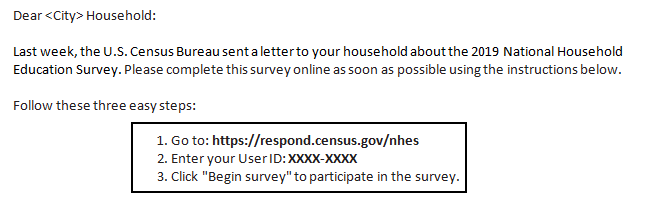 Dear <City> Household:
Last week, the U.S. Census Bureau sent a letter to your household about the 2019 National Household
Education Survey. Please complete this survey online as soon as possible using the instructions below.
Follow these three easy steps:
1. Go to: https://respond.census.gov/nhes
2. Enter your User ID: XXXX-XXXX
3. Click "Begin survey" to participate in the survey.